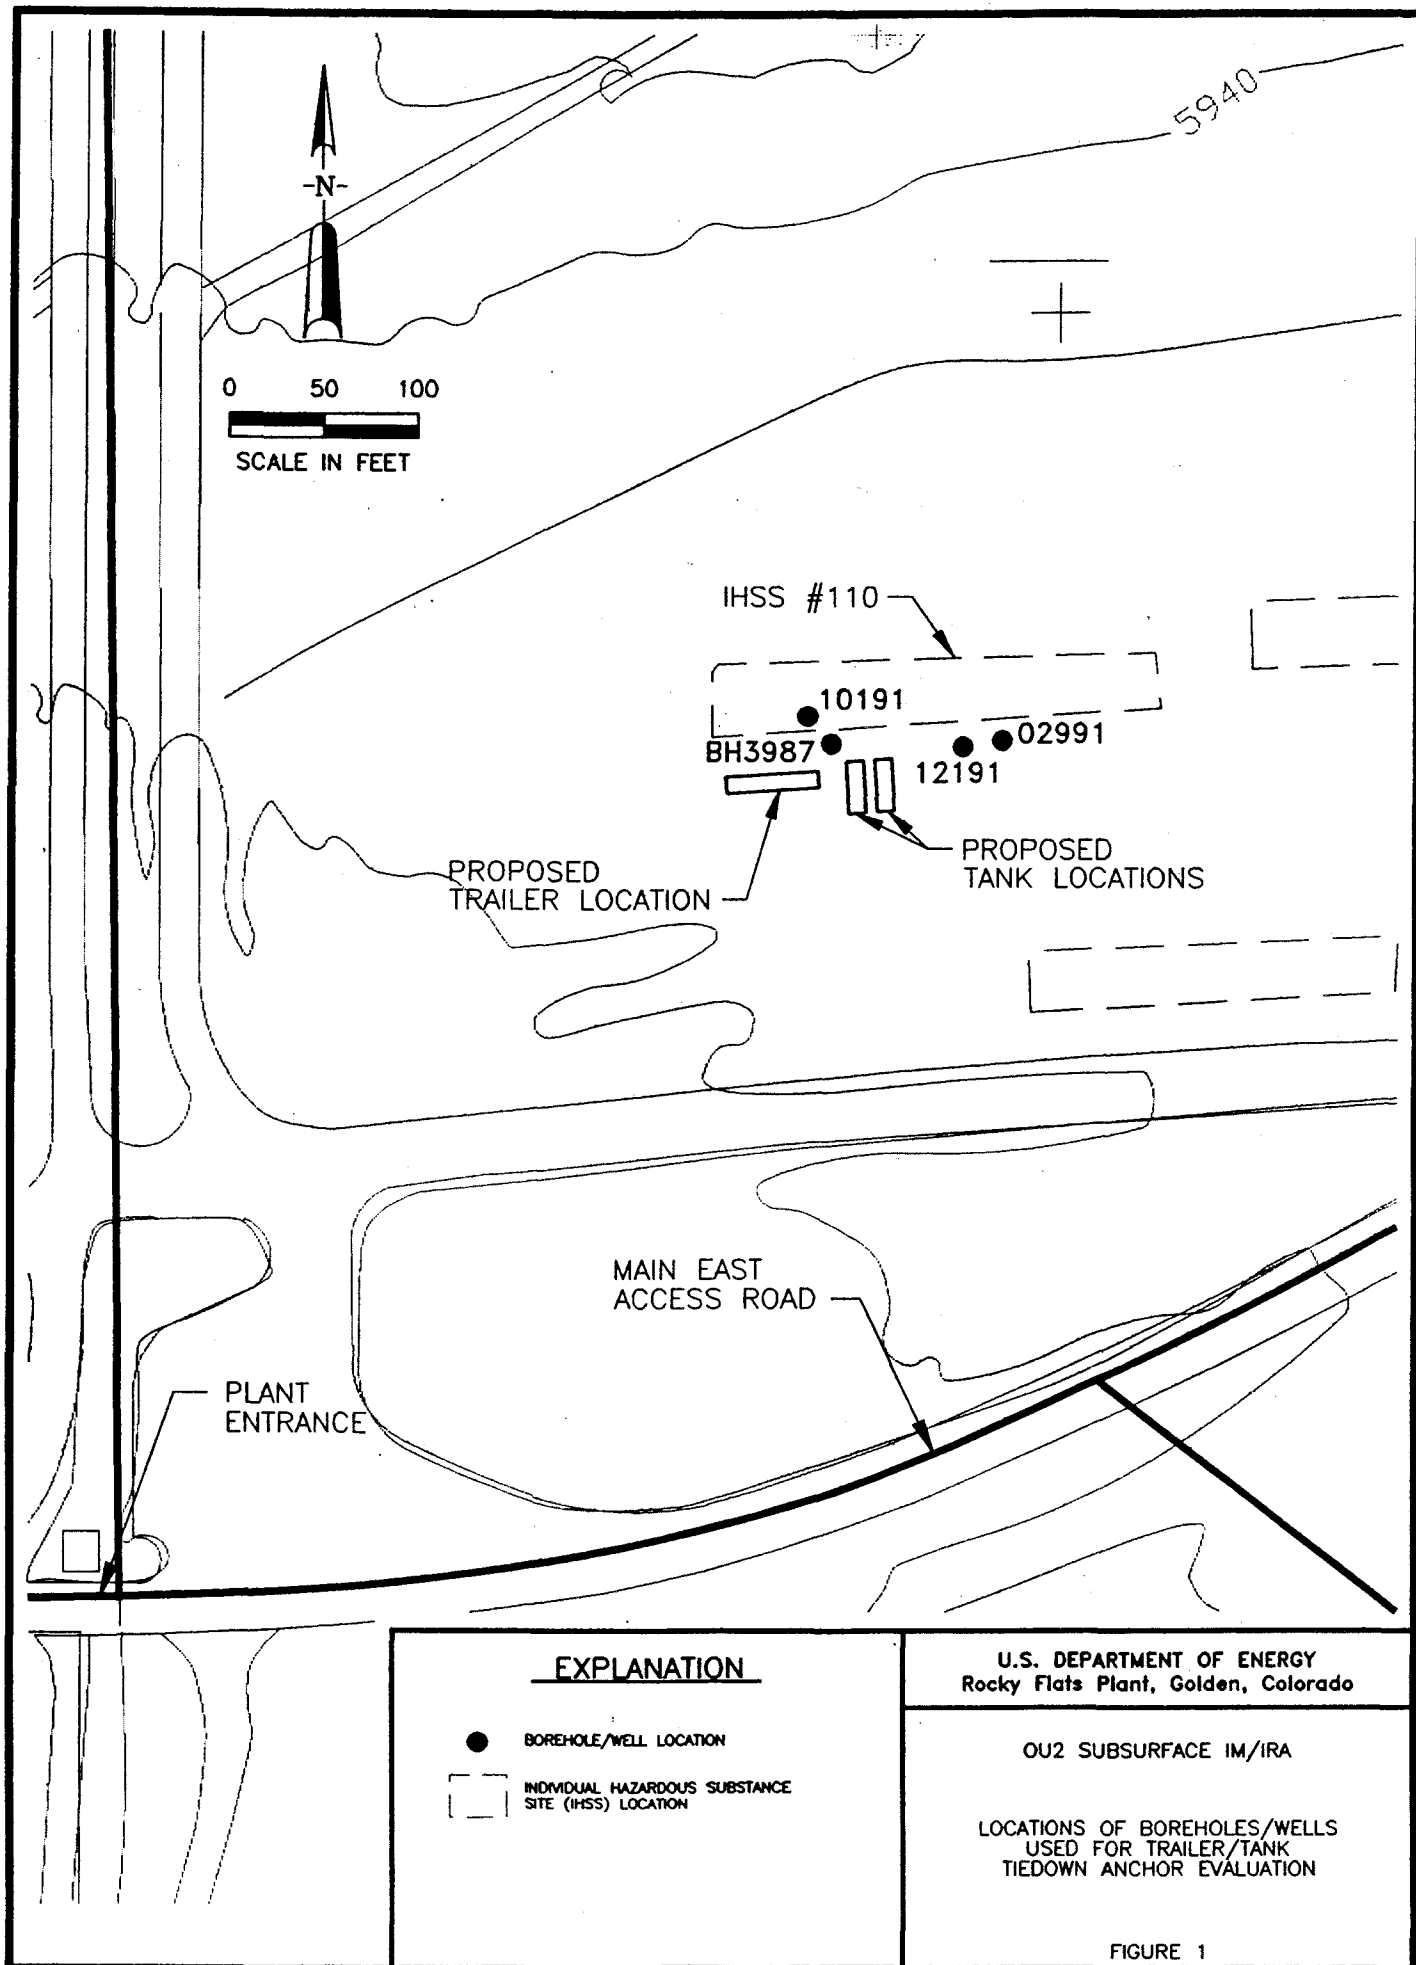 5940
-N-
0 50 100
SCALE IN FEET
IHSS #110
10191
BH3987
02991
12191
PROPOSED
TRAILER LOCATION
PROPOSED
TANK LOCATIONS
MAIN EAST
ACCESS ROAD
PLANT
ENTRANCE
EXPLANATION
BOREHOLE/WELL LOCATION
INDIVIDUAL HAZARDOUS SUBSTANCE
SITE (IHSS) LOCATION
U.S. DEPARTMENT OF ENERGY
Rocky Flats Plant, Golden, Colorado
OU2 SUBSURFACE IM/IRA
LOCATIONS OF BOREHOLES/WELLS
USED FOR TRAILER/TANK
TIEDOWN ANCHOR EVALUATION
FIGURE 1